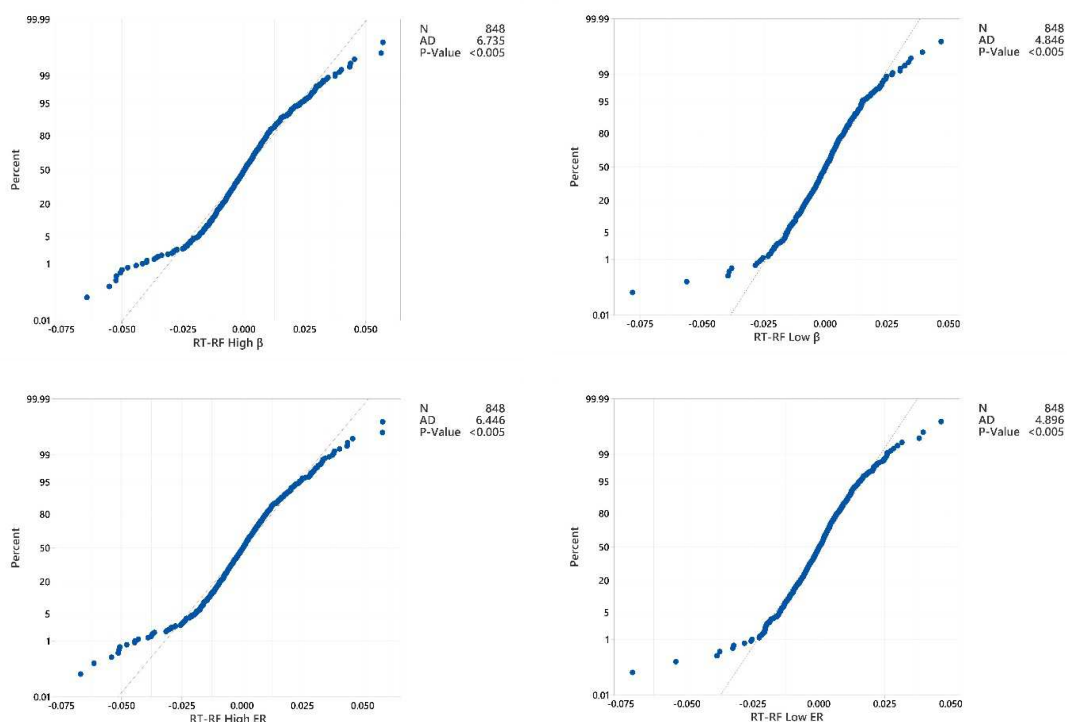 99.99
99
95
80
50
20
5
1
0.01
Percent
-0.075 -0.050 -0.025 0.000 0.025 0.050
RT-RF High β
N 848
AD 6.735
P-Value <0.005
99.99
99
95
80
50
20
5
1
0.01
Percent
-0.075 -0.050 -0.025 0.000 0.025 0.050
RT-RF Low β
N 848
AD 4.846
P-Value <0.005
99.99
99
95
80
50
20
5
1
0.01
Percent
-0.075 -0.050 -0.025 0.000 0.025 0.050
RT-RF High ER
N 848
AD 6.446
P-Value <0.005
99.99
99
95
80
50
20
5
1
0.01
Percent
-0.075 -0.050 -0.025 0.000 0.025 0.050
RT-RF Low ER
N 848
AD 4.896
P-Value <0.005